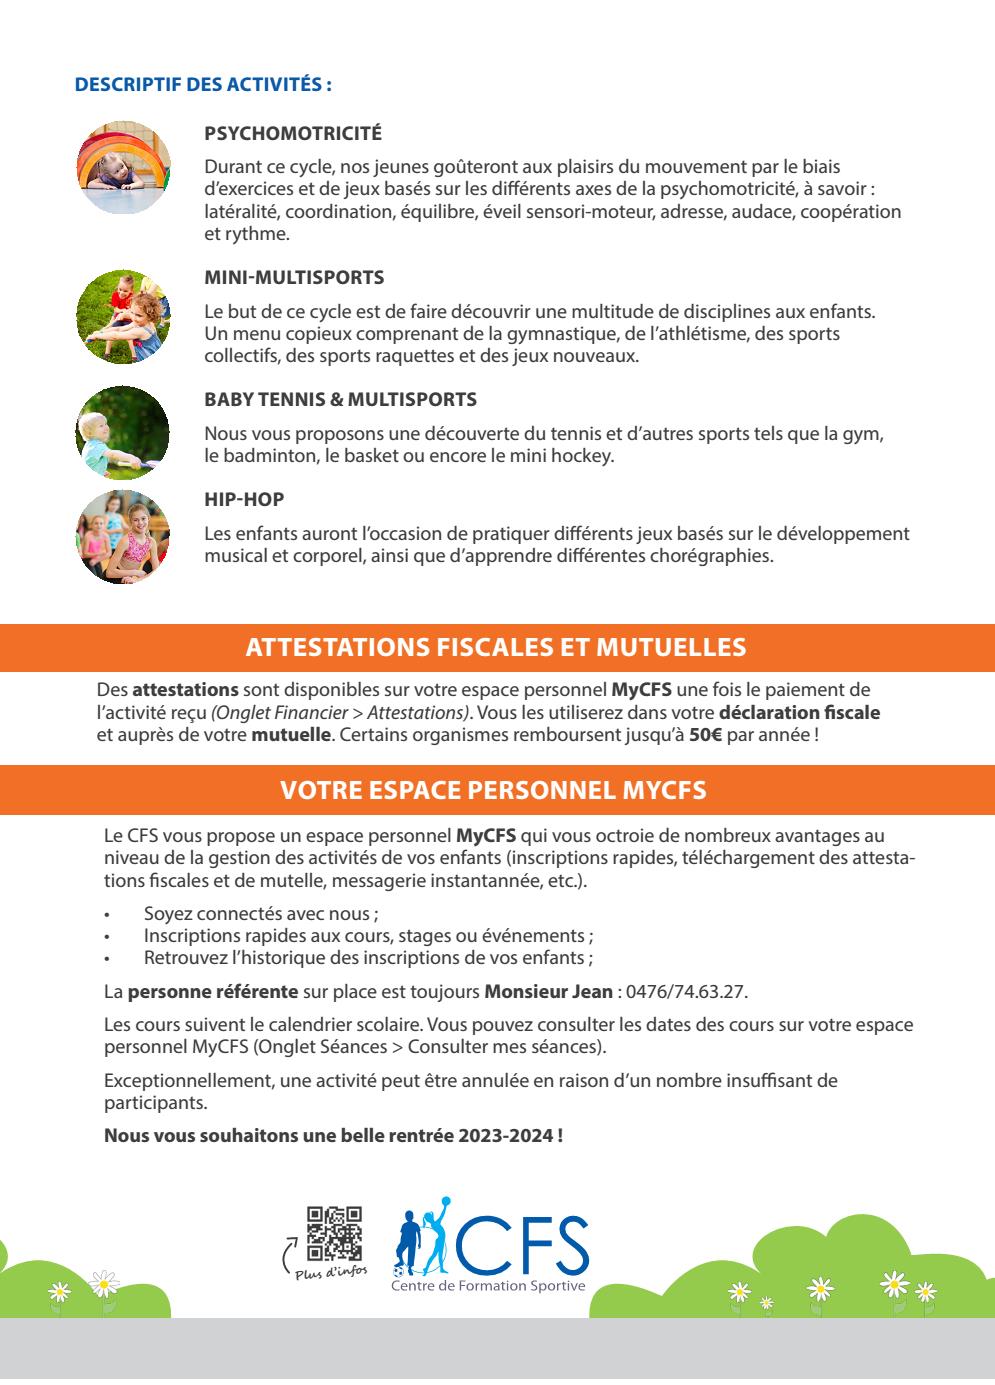 DESCRIPTIF DES ACTIVITÉS :
PSYCHOMOTRICITÉ
Durant ce cycle, nos jeunes goûteront aux plaisirs du mouvement par le biais
d’exercices et de jeux basés sur les différents axes de la psychomotricité, à savoir :
latéralité, coordination, équilibre, éveil sensori-moteur, adresse, audace, coopération
et rythme.
MINI-MULTISPORTS
Le but de ce cycle est de faire découvrir une multitude de disciplines aux enfants.
Un menu copieux comprenant de la gymnastique, de l’athlétisme, des sports
collectifs, des sports raquettes et des jeux nouveaux.
BABY TENNIS & MULTISPORTS
Nous vous proposons une découverte du tennis et d’autres sports tels que la gym,
le badminton, le basket ou encore le mini hockey.
HIP-HOP
Les enfants auront l’occasion de pratiquer différents jeux basés sur le développement
musical et corporel, ainsi que d’apprendre différentes chorégraphies.
ATTESTATIONS FISCALES ET MUTUELLES
Des attestations sont disponibles sur votre espace personnel MyCFS une fois le paiement de
l’activité reçu (Onglet Financier > Attestations). Vous les utiliserez dans votre déclaration fiscale
et auprès de votre mutuelle. Certains organismes remboursent jusqu’à 50€ par année !
VOTRE ESPACE PERSONNEL MYCFS
Le CFS vous propose un espace personnel MyCFS qui vous octroie de nombreux avantages au
niveau de la gestion des activités de vos enfants (inscriptions rapides, téléchargement des attesta-
tions fiscales et de mutelle, messagerie instantannée, etc.).
• Soyez connectés avec nous ;
• Inscriptions rapides aux cours, stages ou événements ;
• Retrouvez l’historique des inscriptions de vos enfants ;
La personne référente sur place est toujours Monsieur Jean : 0476/74.63.27.
Les cours suivent le calendrier scolaire. Vous pouvez consulter les dates des cours sur votre espace
personnel MyCFS (Onglet Séances > Consulter mes séances).
Exceptionnellement, une activité peut être annulée en raison d’un nombre insuffisant de
participants.
Nous vous souhaitons une belle rentrée 2023-2024 !
Plus d’infos
CFS
Centre de Formation Sportive